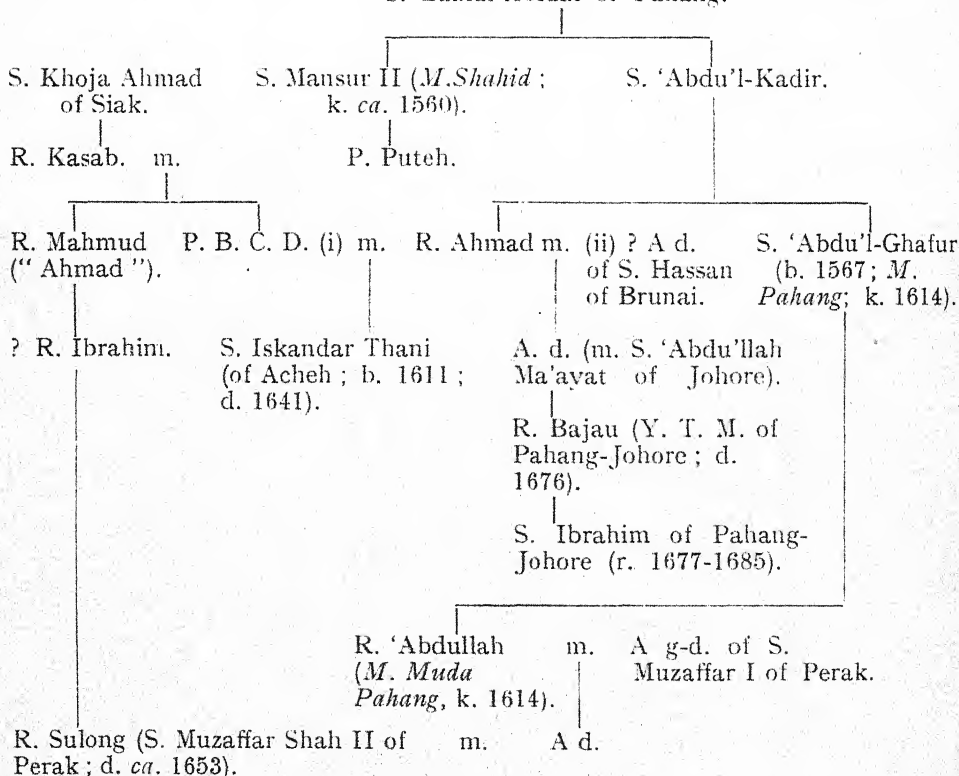 S. Khoja Ahmad
of Siak.
S. Mansur II (M.Shahid ;
k. ca. 1560).
S. ‘Abdu’l-Kadir.
R. Kasab. m.
P. Puteh.
R. Mahmud
(“ Ahmad ”).
P. B. C. D. (i) m.
R. Ahmad m. (ii) ? A d.
of S. Hassan
of Brunai.
S. ‘Abdu’l-Ghafur
(b. 1567 ; M.
Pahang; k. 1614).
? R. Ibrahim.
S. Iskandar Thani
(of Acheh ; b. 1611 ;
d. 1641).
A. d. (m. S. ‘Abdu’llah
Ma’ayat of Johore).
R. Bajau (Y. T. M. of
Pahang-Johore ; d.
1676).
S. Ibrahim of Pahang-
Johore (r. 1677-1685).
R. ‘Abdullah
(M. Muda
Pahang, k. 1614).
m.
A g-d. of S.
Muzaffar I of Perak.
R. Sulong (S. Muzaffar Shah II of
Perak ; d. ca. 1653).
m.
A d.